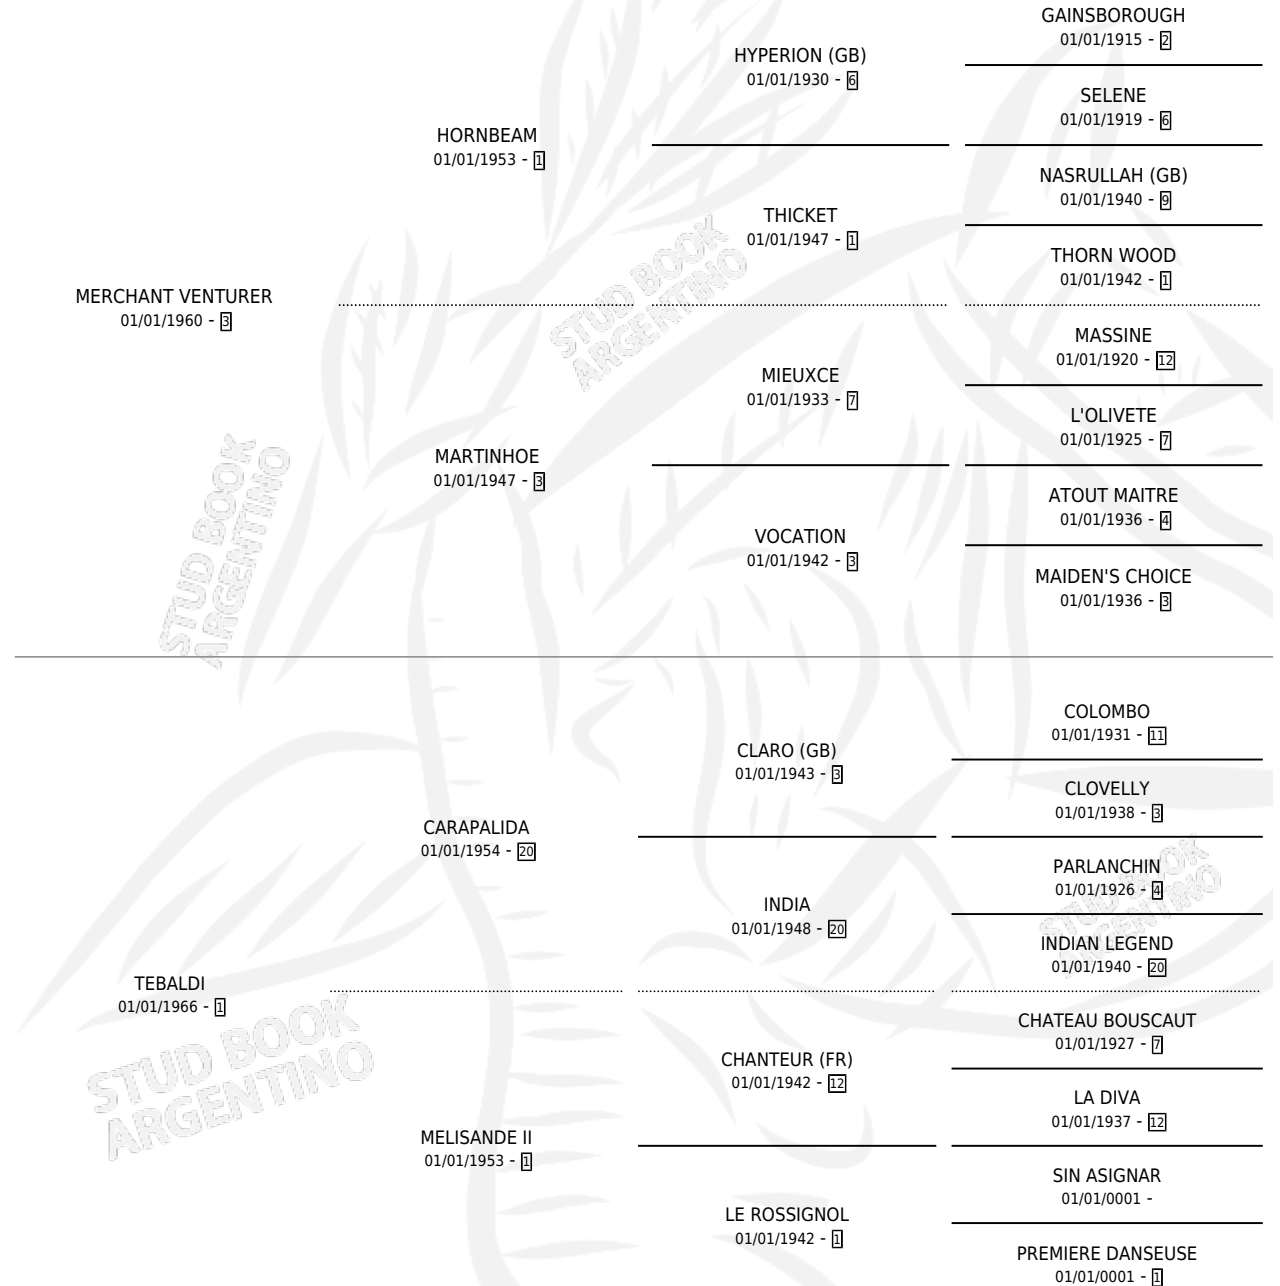 GAINSBOROUGH
01/01/1915 - 2
HYPERION (GB)
01/01/1930 - 6
SELENE
01/01/1919 - 6
HORNBEAM
01/01/1953 - 1
NASRULLAH (GB)
01/01/1940 - 9
THICKET
01/01/1947 - 1
THORN WOOD
01/01/1942 - 1
MERCHANT VENTURER
01/01/1960 - 3
MASSINE
01/01/1920 - 12
MIEUXCE
01/01/1933 - 7
L'OLIVETE
01/01/1925 - 7
MARTINHOE
01/01/1947 - 3
ATOUT MAITRE
01/01/1936 - 4
VOCATION
01/01/1942 - 3
MAIDEN'S CHOICE
01/01/1936 - 3
COLOMBO
01/01/1931 - 11
CLARO (GB)
01/01/1943 - 3
CLOVELLY
01/01/1938 - 3
CARAPALIDA
01/01/1954 - 20
PARLANCHIN
01/01/1926 - 4
INDIA
01/01/1948 - 20
INDIAN LEGEND
01/01/1940 - 20
TEBALDI
01/01/1966 - 1
CHATEAU BOUSCAUT
01/01/1927 - 7
CHANTEUR (FR)
01/01/1942 - 12
LA DIVA
01/01/1937 - 12
MELISANDE II
01/01/1953 - 1
SIN ASIGNAR
01/01/0001 -
LE ROSSIGNOL
01/01/1942 - 1
PREMIERE DANSEUSE
01/01/0001 - 1
STUD BOOK
ARGENTINO
STUD BOOK
ARGENTINO
STUD BOOK
ARGENTINO
STUD BOOK
ARGENTINO